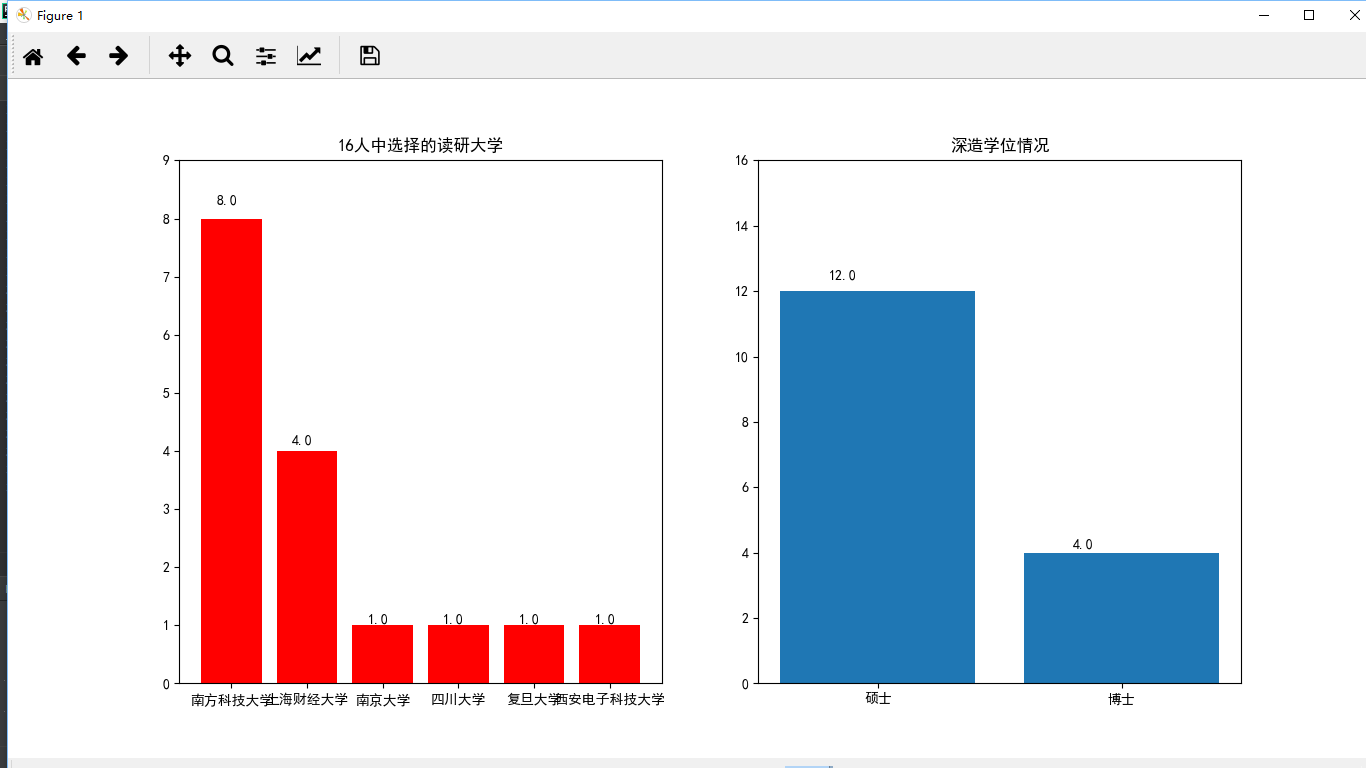 Figure 1
16人中选择的读研大学
9
8
7
6
5
4
3
2
1
0
8.0
4.0
1.0
1.0
1.0
1.0
南方科技大学
上海财经大学
南京大学
四川大学
复旦大学
西安电子科技大学
深造学位情况
16
14
12
10
8
6
4
2
0
12.0
4.0
硕士
博士